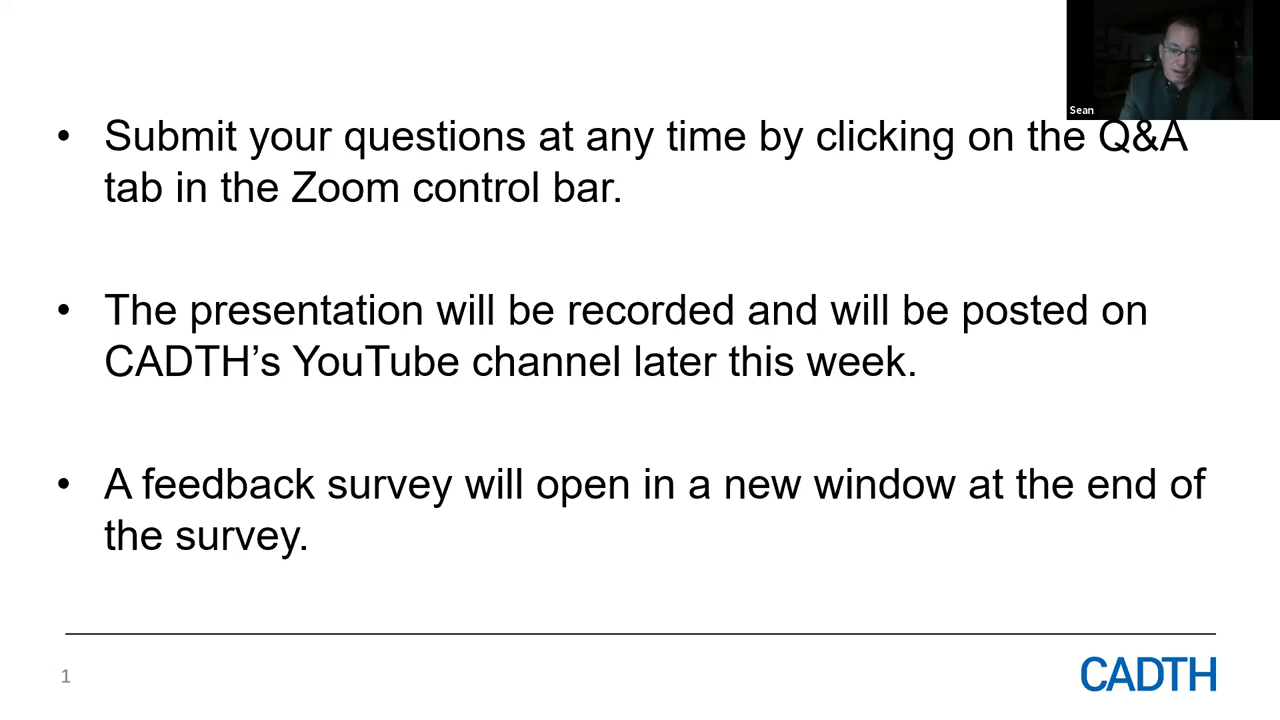 Sean
• Submit your questions at any time by clicking on the Q&A
tab in the Zoom control bar.
• The presentation will be recorded and will be posted on
CADTH’s YouTube channel later this week.
• A feedback survey will open in a new window at the end of
the survey.
1
CADTH